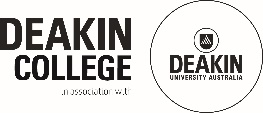 DEAKIN
COLLEGE
in association with
DEAKIN
UNIVERSITY AUSTRALIA